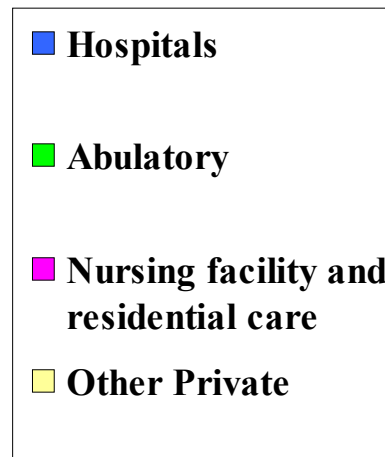 Hospitals
Abulatory
Nursing facility and
residential care
Other Private